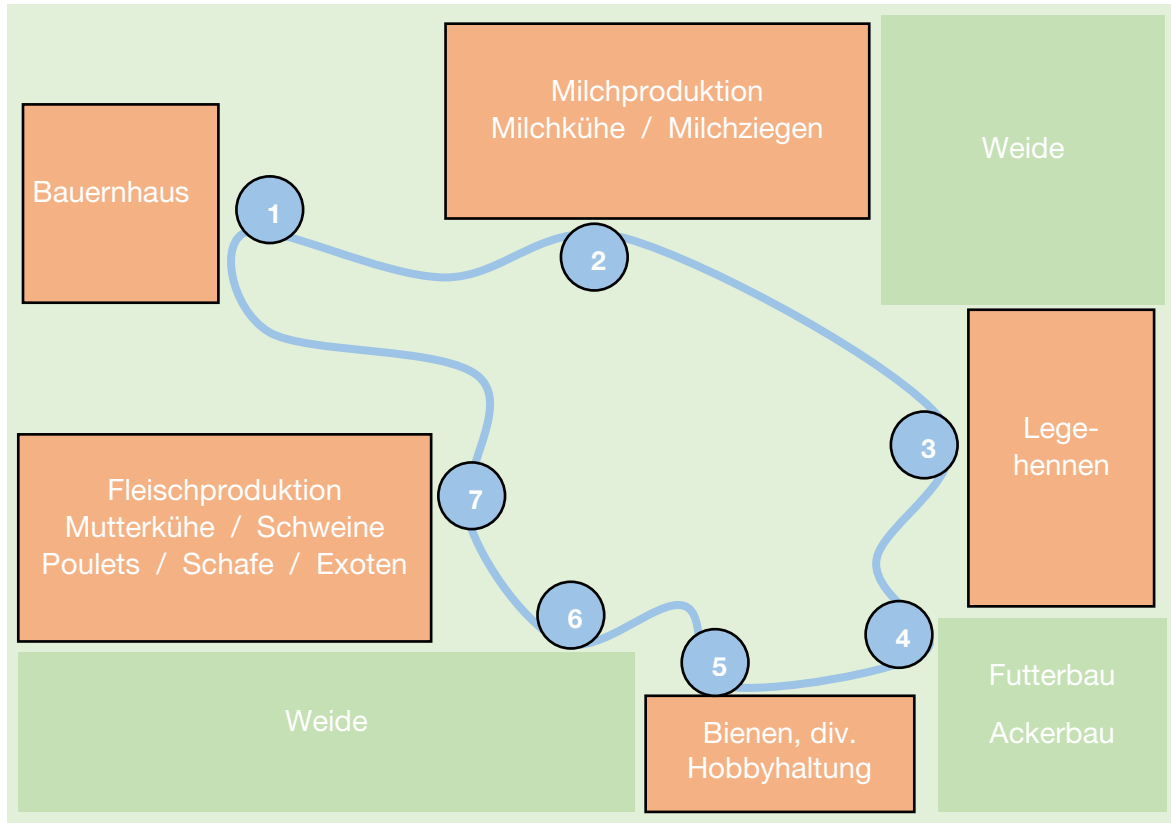 Milchproduktion
Milchkühe / Milchziegen
Weide
Bauernhaus
1
2
Lege-
hennen
3
Fleischproduktion
Mutterkühe / Schweine
Poulets / Schafe / Exoten
7
6
5
4
Futterbau
Ackerbau
Weide
Bienen, div.
Hobbyhaltung